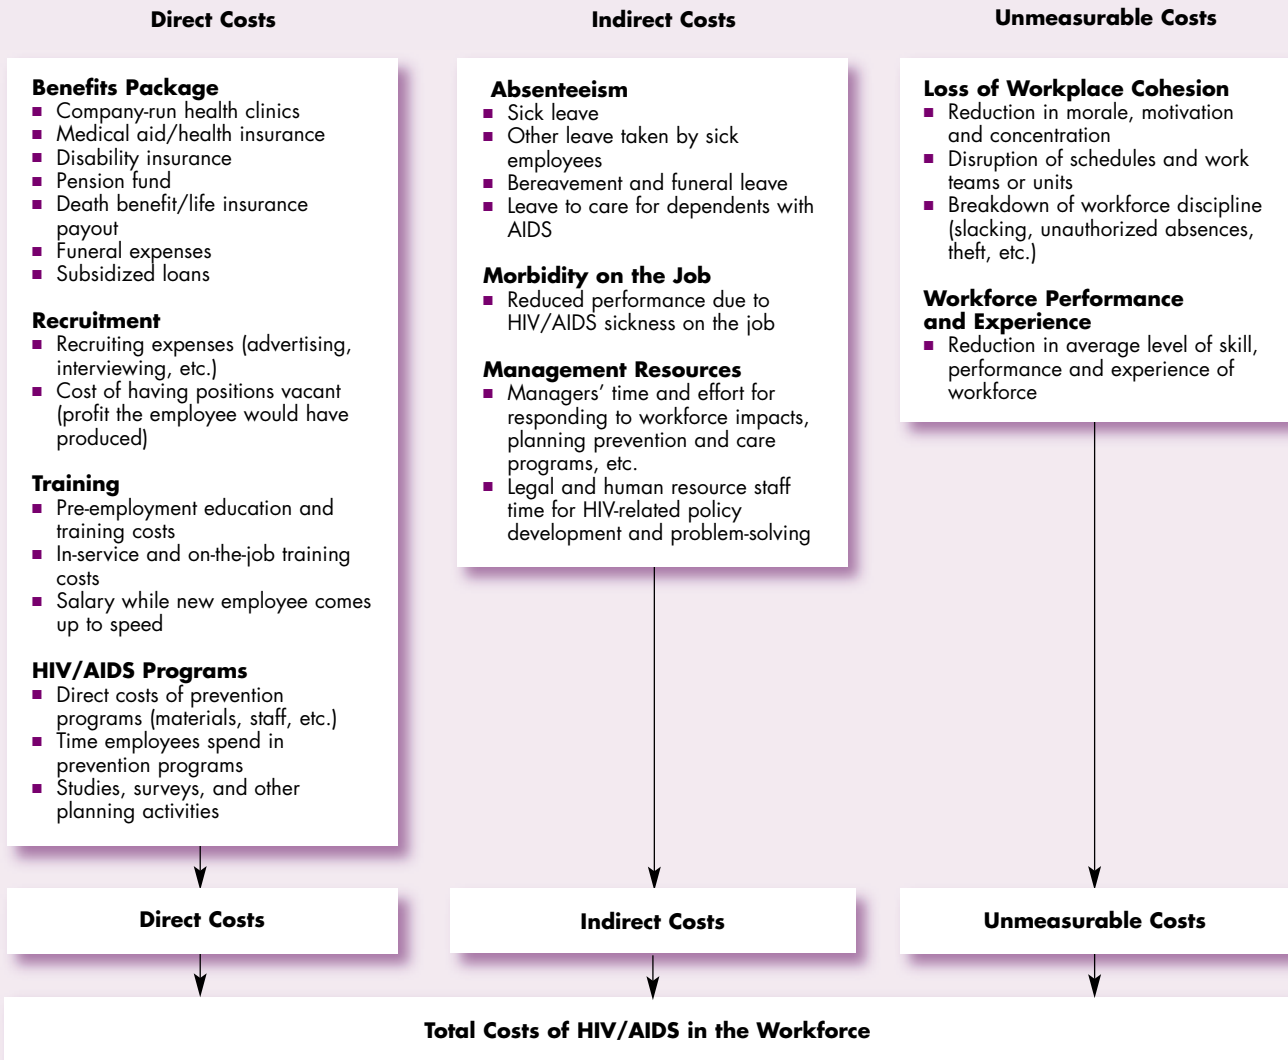 Direct Costs
Benefits Package
■ Company-run health clinics
■ Medical aid/health insurance
■ Disability insurance
■ Pension fund
■ Death benefit/life insurance
payout
■ Funeral expenses
■ Subsidized loans
Recruitment
■ Recruiting expenses (advertising,
interviewing, etc.)
■ Cost of having positions vacant
(profit the employee would have
produced)
Training
■ Pre-employment education and
training costs
■ In-service and on-the-job training
costs
■ Salary while new employee comes
up to speed
HIV/AIDS Programs
■ Direct costs of prevention
programs (materials, staff, etc.)
■ Time employees spend in
prevention programs
■ Studies, surveys, and other
planning activities
Direct Costs
Indirect Costs
Absenteeism
■ Sick leave
■ Other leave taken by sick
employees
■ Bereavement and funeral leave
■ Leave to care for dependents with
AIDS
Morbidity on the Job
■ Reduced performance due to
HIV/AIDS sickness on the job
Management Resources
■ Managers’ time and effort for
responding to workforce impacts,
planning prevention and care
programs, etc.
■ Legal and human resource staff
time for HIV-related policy
development and problem-solving
Indirect Costs
Unmeasurable Costs
Loss of Workplace Cohesion
■ Reduction in morale, motivation
and concentration
■ Disruption of schedules and work
teams or units
■ Breakdown of workforce discipline
(slacking, unauthorized absences,
theft, etc.)
Workforce Performance
and Experience
■ Reduction in average level of skill,
performance and experience of
workforce
Unmeasurable Costs
Total Costs of HIV/AIDS in the Workforce